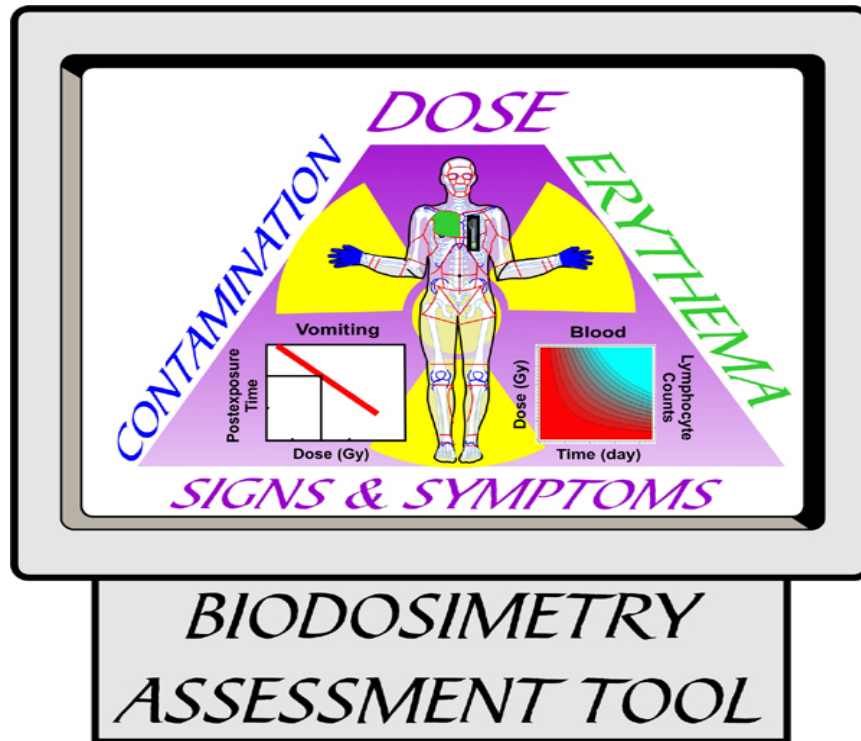 DOSE
CONTAMINATION
ERYTHEMA
Vomiting
Postexposure
Time
Dose (Gy)
Blood
Dose (Gy)
Lymphocyte
Counts
Time (day)
SIGNS & SYMPTOMS
BIODOSIMETRY
ASSESSMENT TOOL